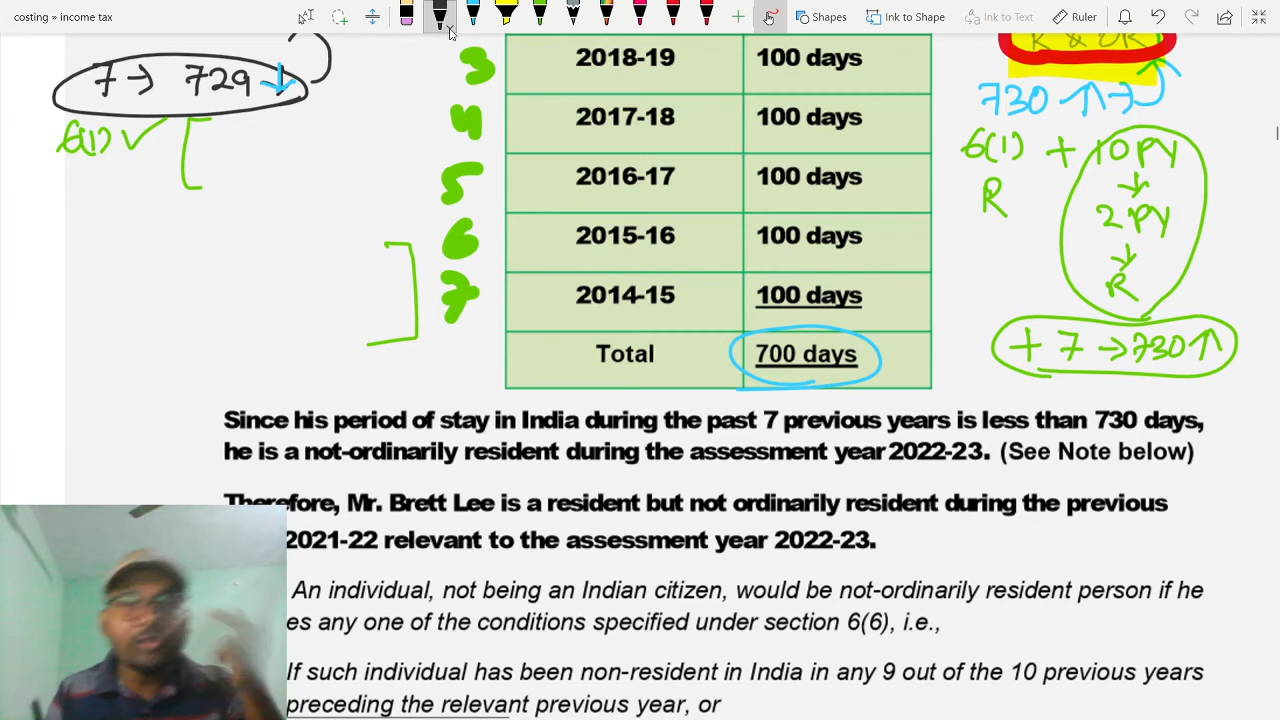 costing » income tax
Shapes
Ink to Shape
Ink to Text
Ruler
R & OR
7 → 729 ↓
730 ↑ 7
6(1) ✓
3 2018-19 100 days
4 2017-18 100 days
5 2016-17 100 days
6 2015-16 100 days
7 2014-15 100 days
Total 700 days
6(1) + 10 PY
R
2 PY
R
+ 7 → 730↑
Since his period of stay in India during the past 7 previous years is less than 730 days,
he is a not-ordinarily resident during the assessment year 2022-23. (See Note below)
Therefore, Mr. Brett Lee is a resident but not ordinarily resident during the previous
2021-22 relevant to the assessment year 2022-23.
An individual, not being an Indian citizen, would be not-ordinarily resident person if he
es any one of the conditions specified under section 6(6), i.e.,
If such individual has been non-resident in India in any 9 out of the 10 previous years
preceding the relevant previous year, or